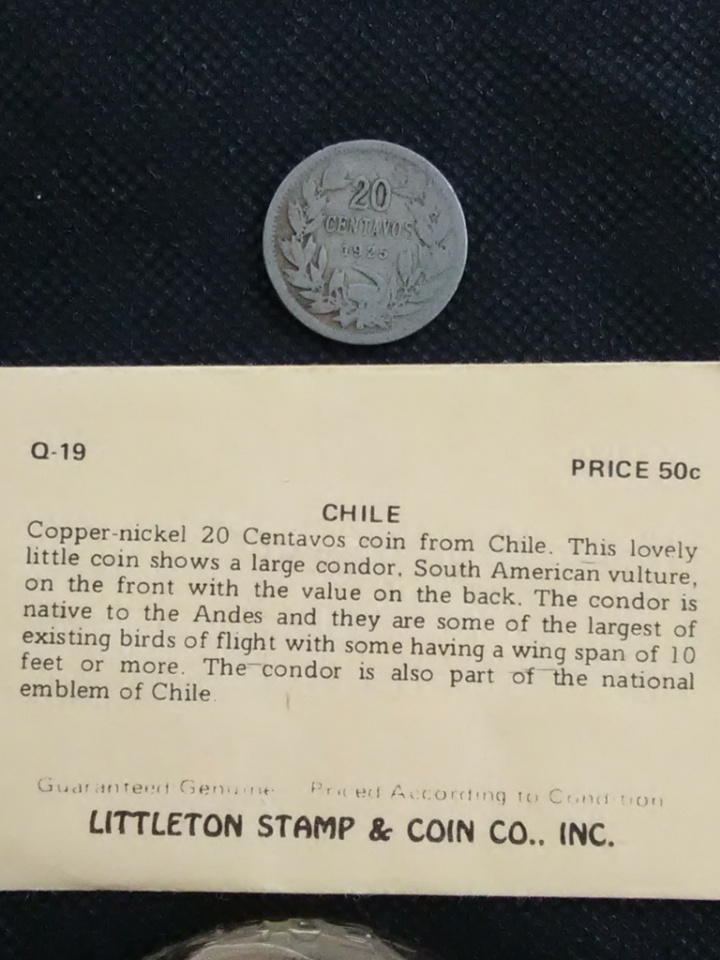 20
CENTAVOS
1925
Q-19
PRICE 50c
CHILE
Copper-nickel 20 Centavos coin from Chile. This lovely
little coin shows a large condor, South American vulture,
on the front with the value on the back. The condor is
native to the Andes and they are some of the largest of
existing birds of flight with some having a wing span of 10
feet or more. The condor is also part of the national
emblem of Chile.
Guaranteed Genuine Priced According to Condition
LITTLETON STAMP & COIN CO., INC.